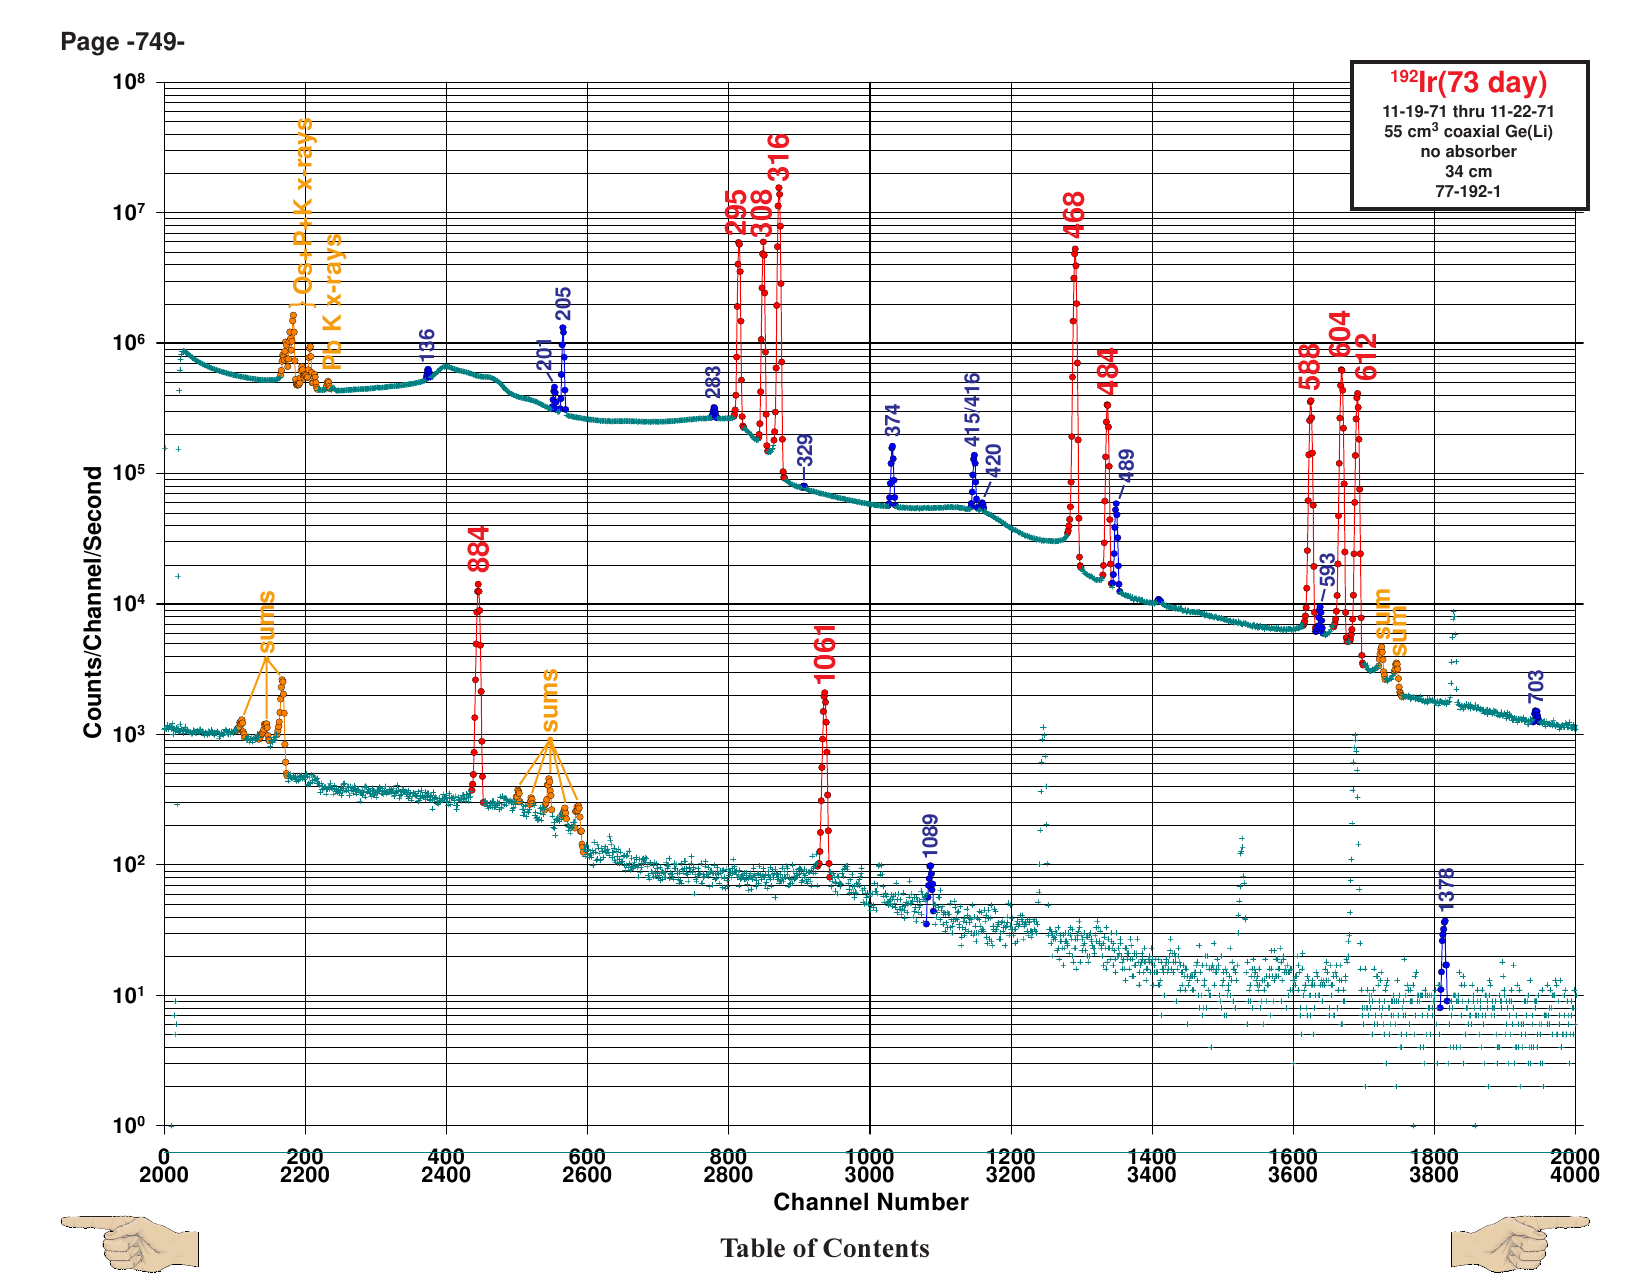 Page -749-
¹⁹²Ir(73 day)
11-19-71 thru 11-22-71
55 cm³ coaxial Ge(Li)
no absorber
34 cm
77-192-1
Counts/Channel/Second
10⁸
10⁷
10⁶
10⁵
10⁴
10³
10²
10¹
10⁰
} Os+P+K x-rays
Pb K x-rays
136
201
205
283
295
308
316
329
374
415/416
420
468
484
489
588
593
604
612
sum
sum
703
sums
884
sums
1061
1089
1378
0 200 400 600 800 1000 1200 1400 1600 1800 2000
2000 2200 2400 2600 2800 3000 3200 3400 3600 3800 4000
Channel Number
Table of Contents